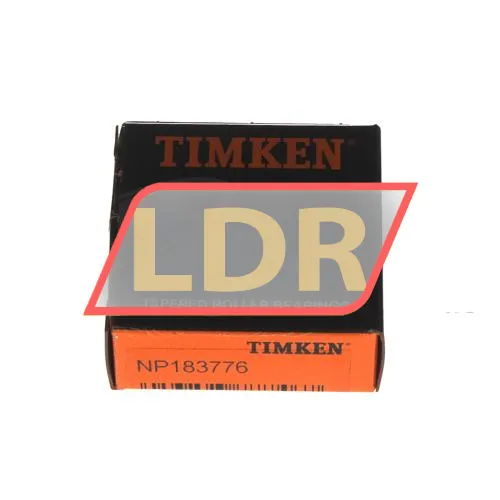 TIMKEN
LDR
TAPERED ROLLER BEARINGS
TIMKEN
NP183776